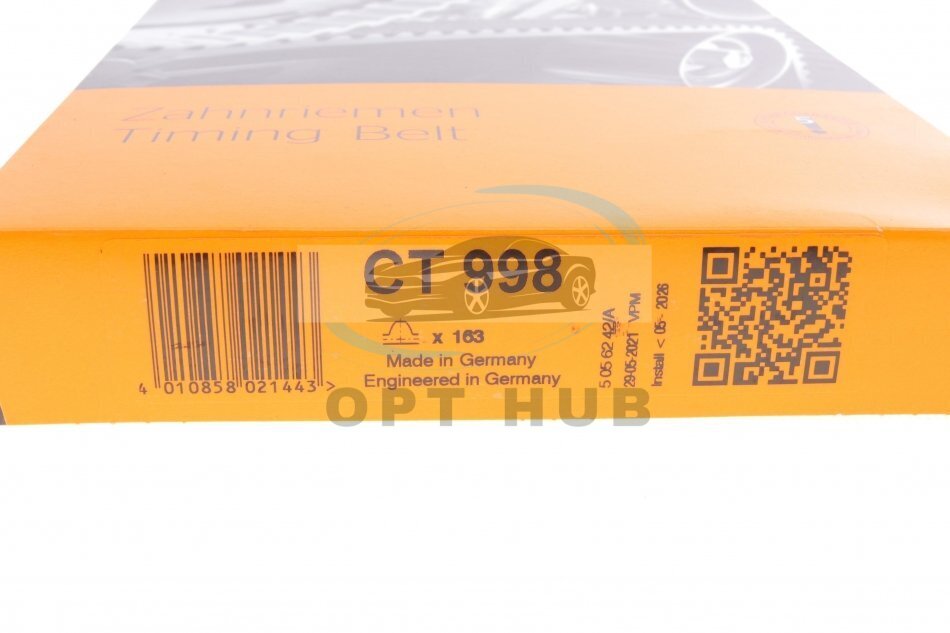 Zahnriemen
Timing Belt
CT 998
x 163
Made in Germany
Engineered in Germany
4 010858 021443 >
5 05 62 42/A
29-05-2021 VPM
Install < 05- 2026
OPT HUB